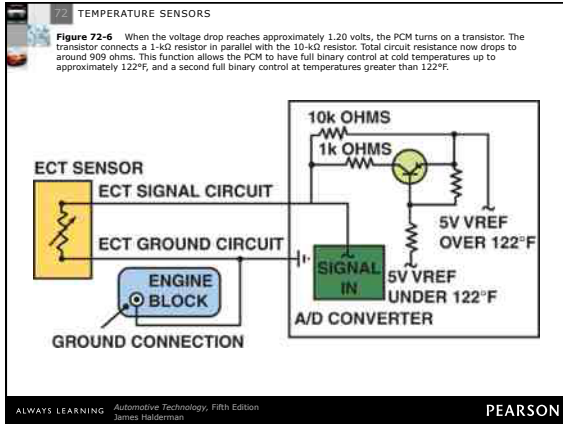 72 TEMPERATURE SENSORS
Figure 72-6 When the voltage drop reaches approximately 1.20 volts, the PCM turns on a transistor. The
transistor connects a 1-kΩ resistor in parallel with the 10-kΩ resistor. Total circuit resistance now drops to
around 909 ohms. This function allows the PCM to have full binary control at cold temperatures up to
approximately 122°F, and a second full binary control at temperatures greater than 122°F.
10k OHMS
1k OHMS
ECT SENSOR
ECT SIGNAL CIRCUIT
5V VREF
OVER 122°F
ECT GROUND CIRCUIT
SIGNAL
IN
5V VREF
UNDER 122°F
ENGINE
BLOCK
A/D CONVERTER
GROUND CONNECTION
ALWAYS LEARNING
Automotive Technology, Fifth Edition
James Halderman
PEARSON